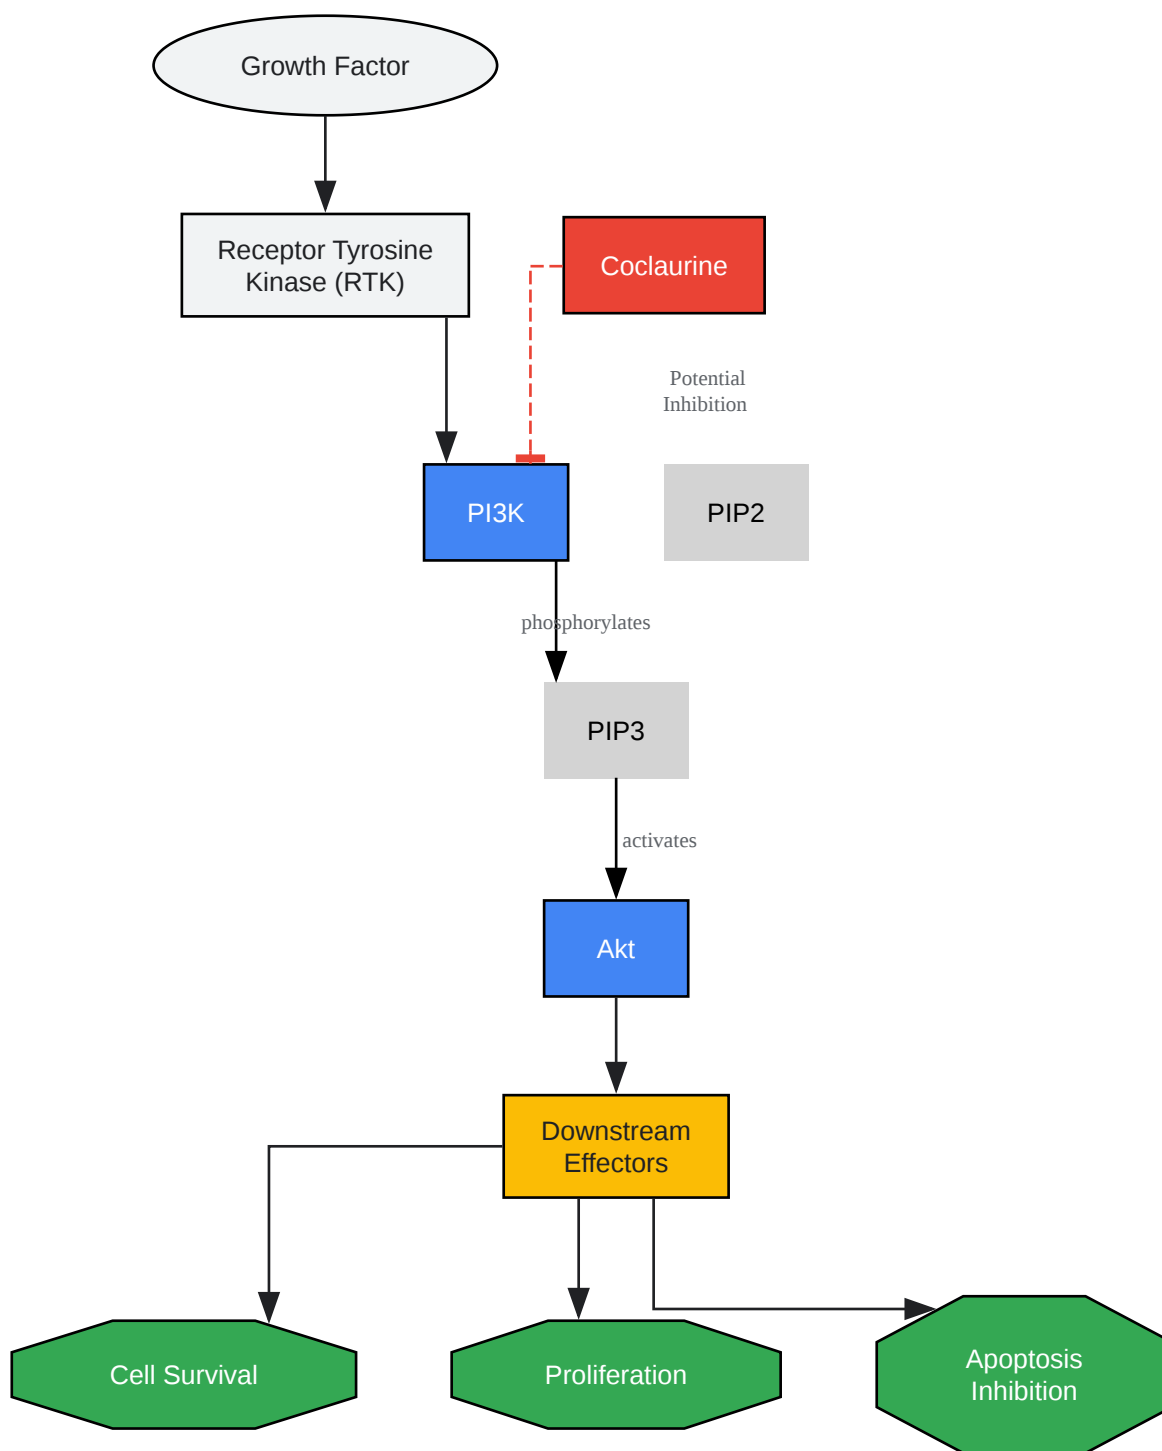 Growth Factor
Receptor Tyrosine
Kinase (RTK)
Coclaurine
Potential
Inhibition
PI3K
PIP2
phosphorylates
PIP3
activates
Akt
Downstream
Effectors
Cell Survival
Proliferation
Apoptosis
Inhibition